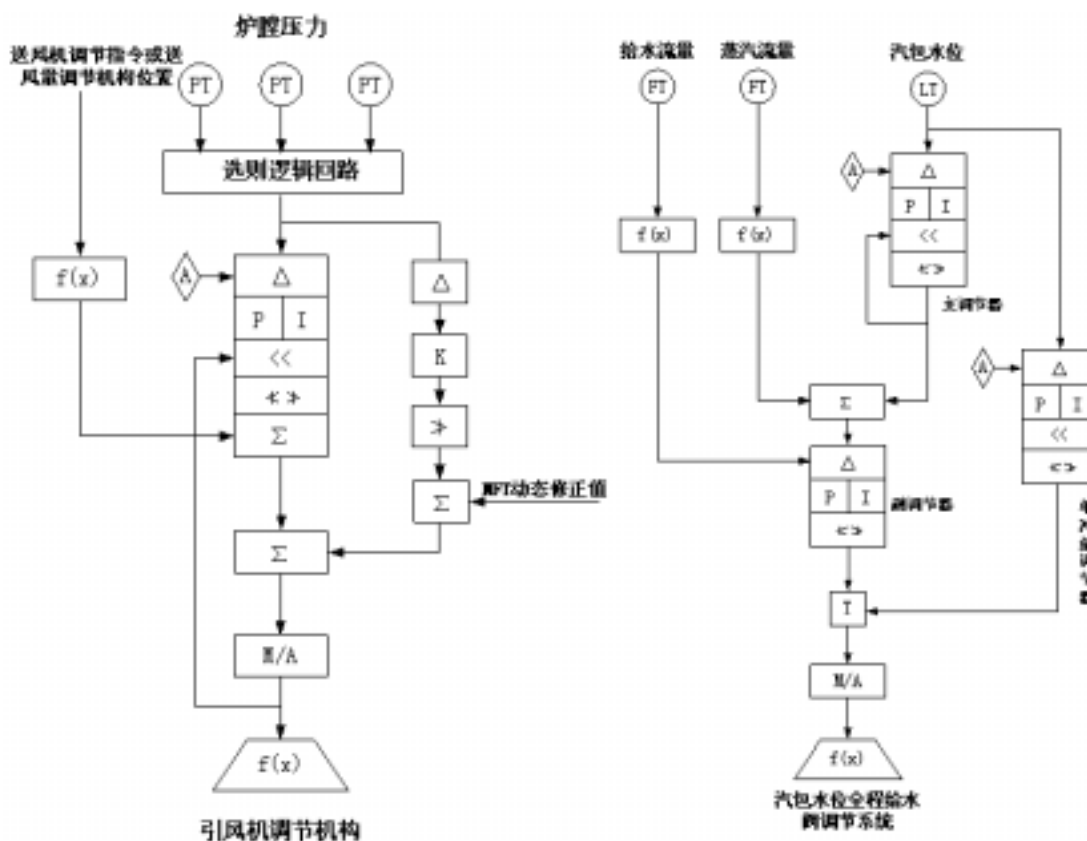 炉膛压力
送风机调节指令或送
风量调节机构位置
PT
PT
PT
选则逻辑回路
f(x)
A
△
P I
<<
≮≯
Σ
△
K
≯
Σ
MFT动态修正值
Σ
M/A
f(x)
引风机调节机构
给水流量
蒸汽流量
汽包水位
FT
FT
LT
A
△
P I
<<
≮≯
主调节器
f(x)
f(x)
A
△
P I
<<
≮≯
Σ
△
P I
≮≯
副调节器
T
M/A
f(x)
汽包水位全程给水
阀调节系统